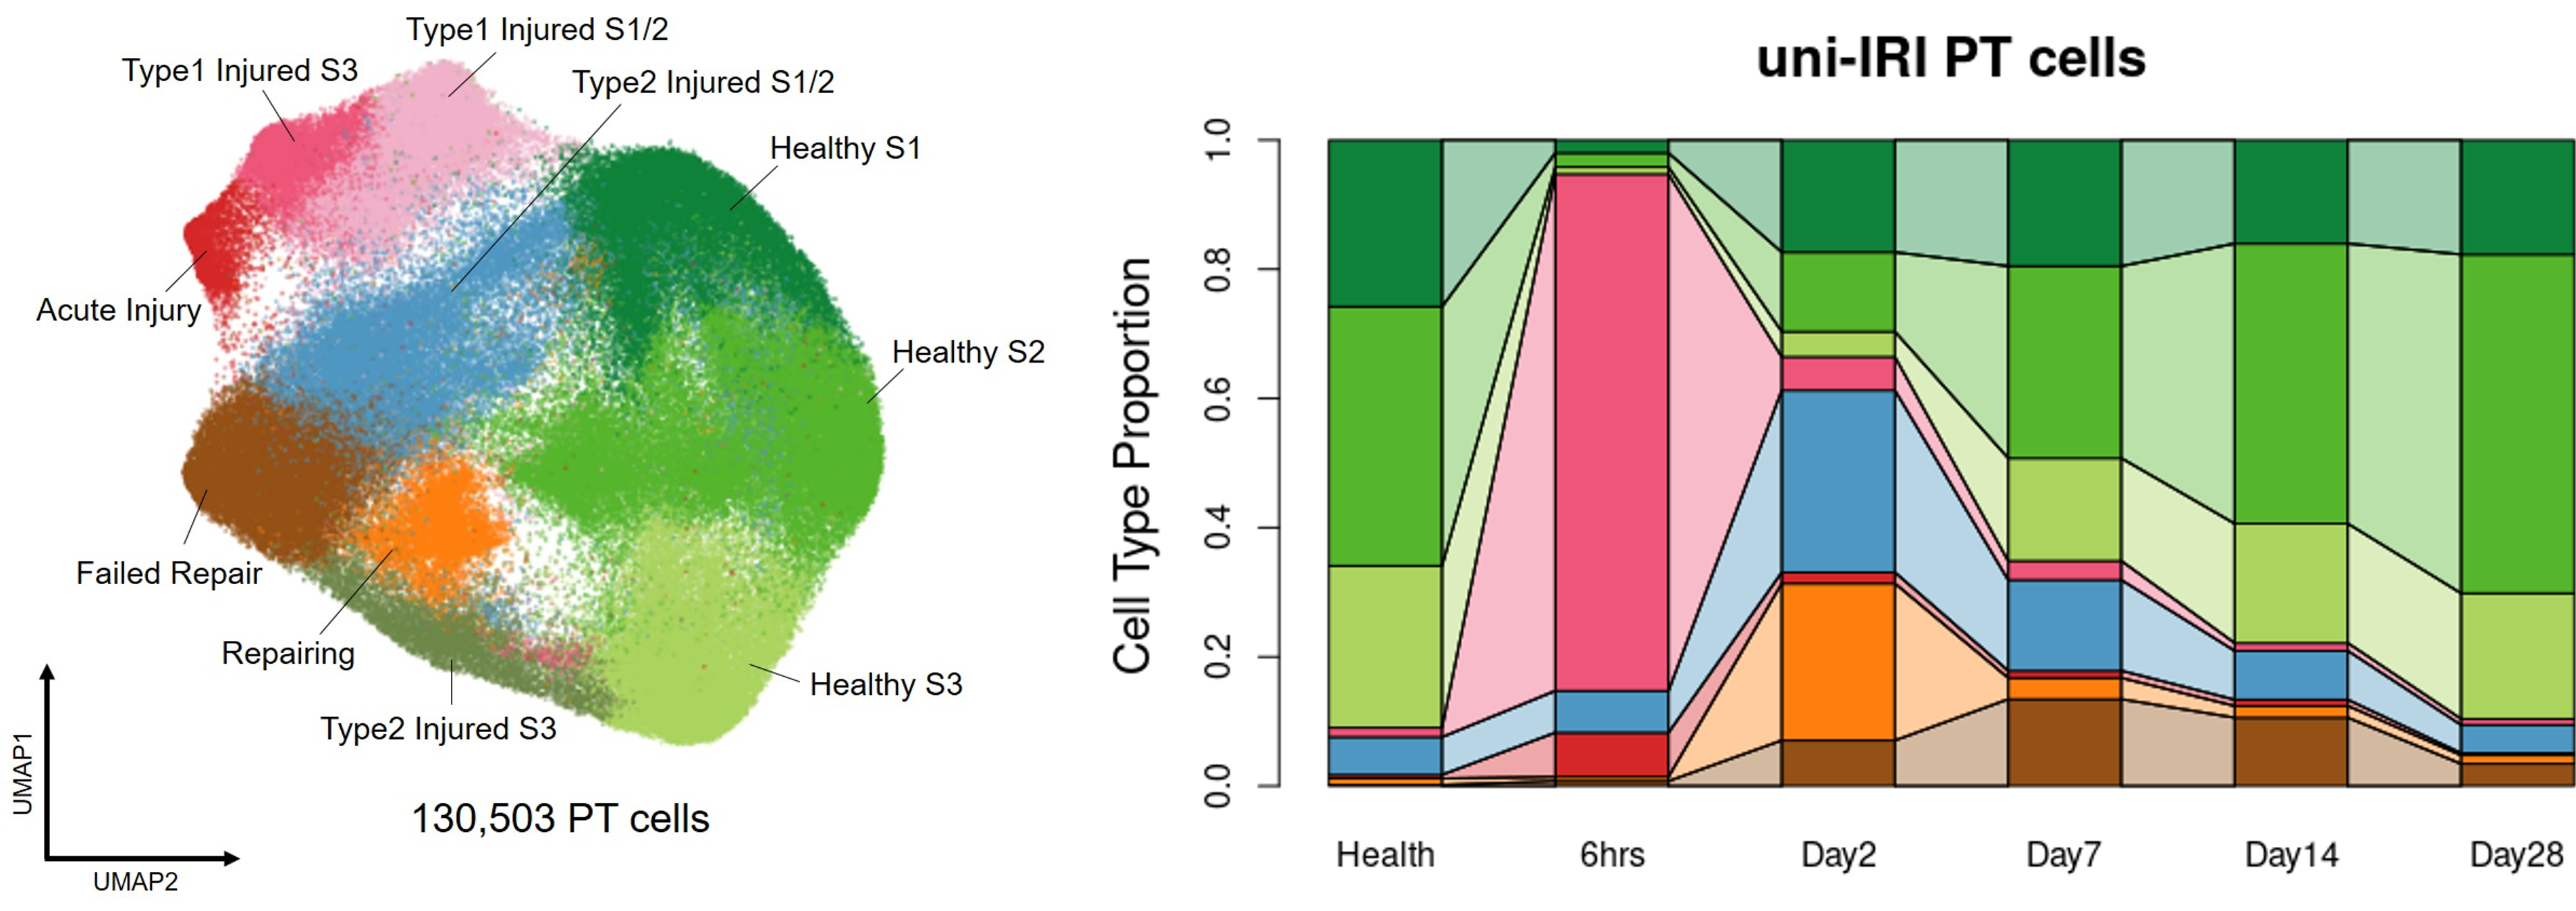 Type1 Injured S1/2
Type1 Injured S3
Type2 Injured S1/2
Healthy S1
Acute Injury
Healthy S2
Failed Repair
Repairing
Healthy S3
Type2 Injured S3
130,503 PT cells
UMAP1
UMAP2
uni-IRI PT cells
Cell Type Proportion
1.0
0.8
0.6
0.4
0.2
0.0
Health 6hrs Day2 Day7 Day14 Day28